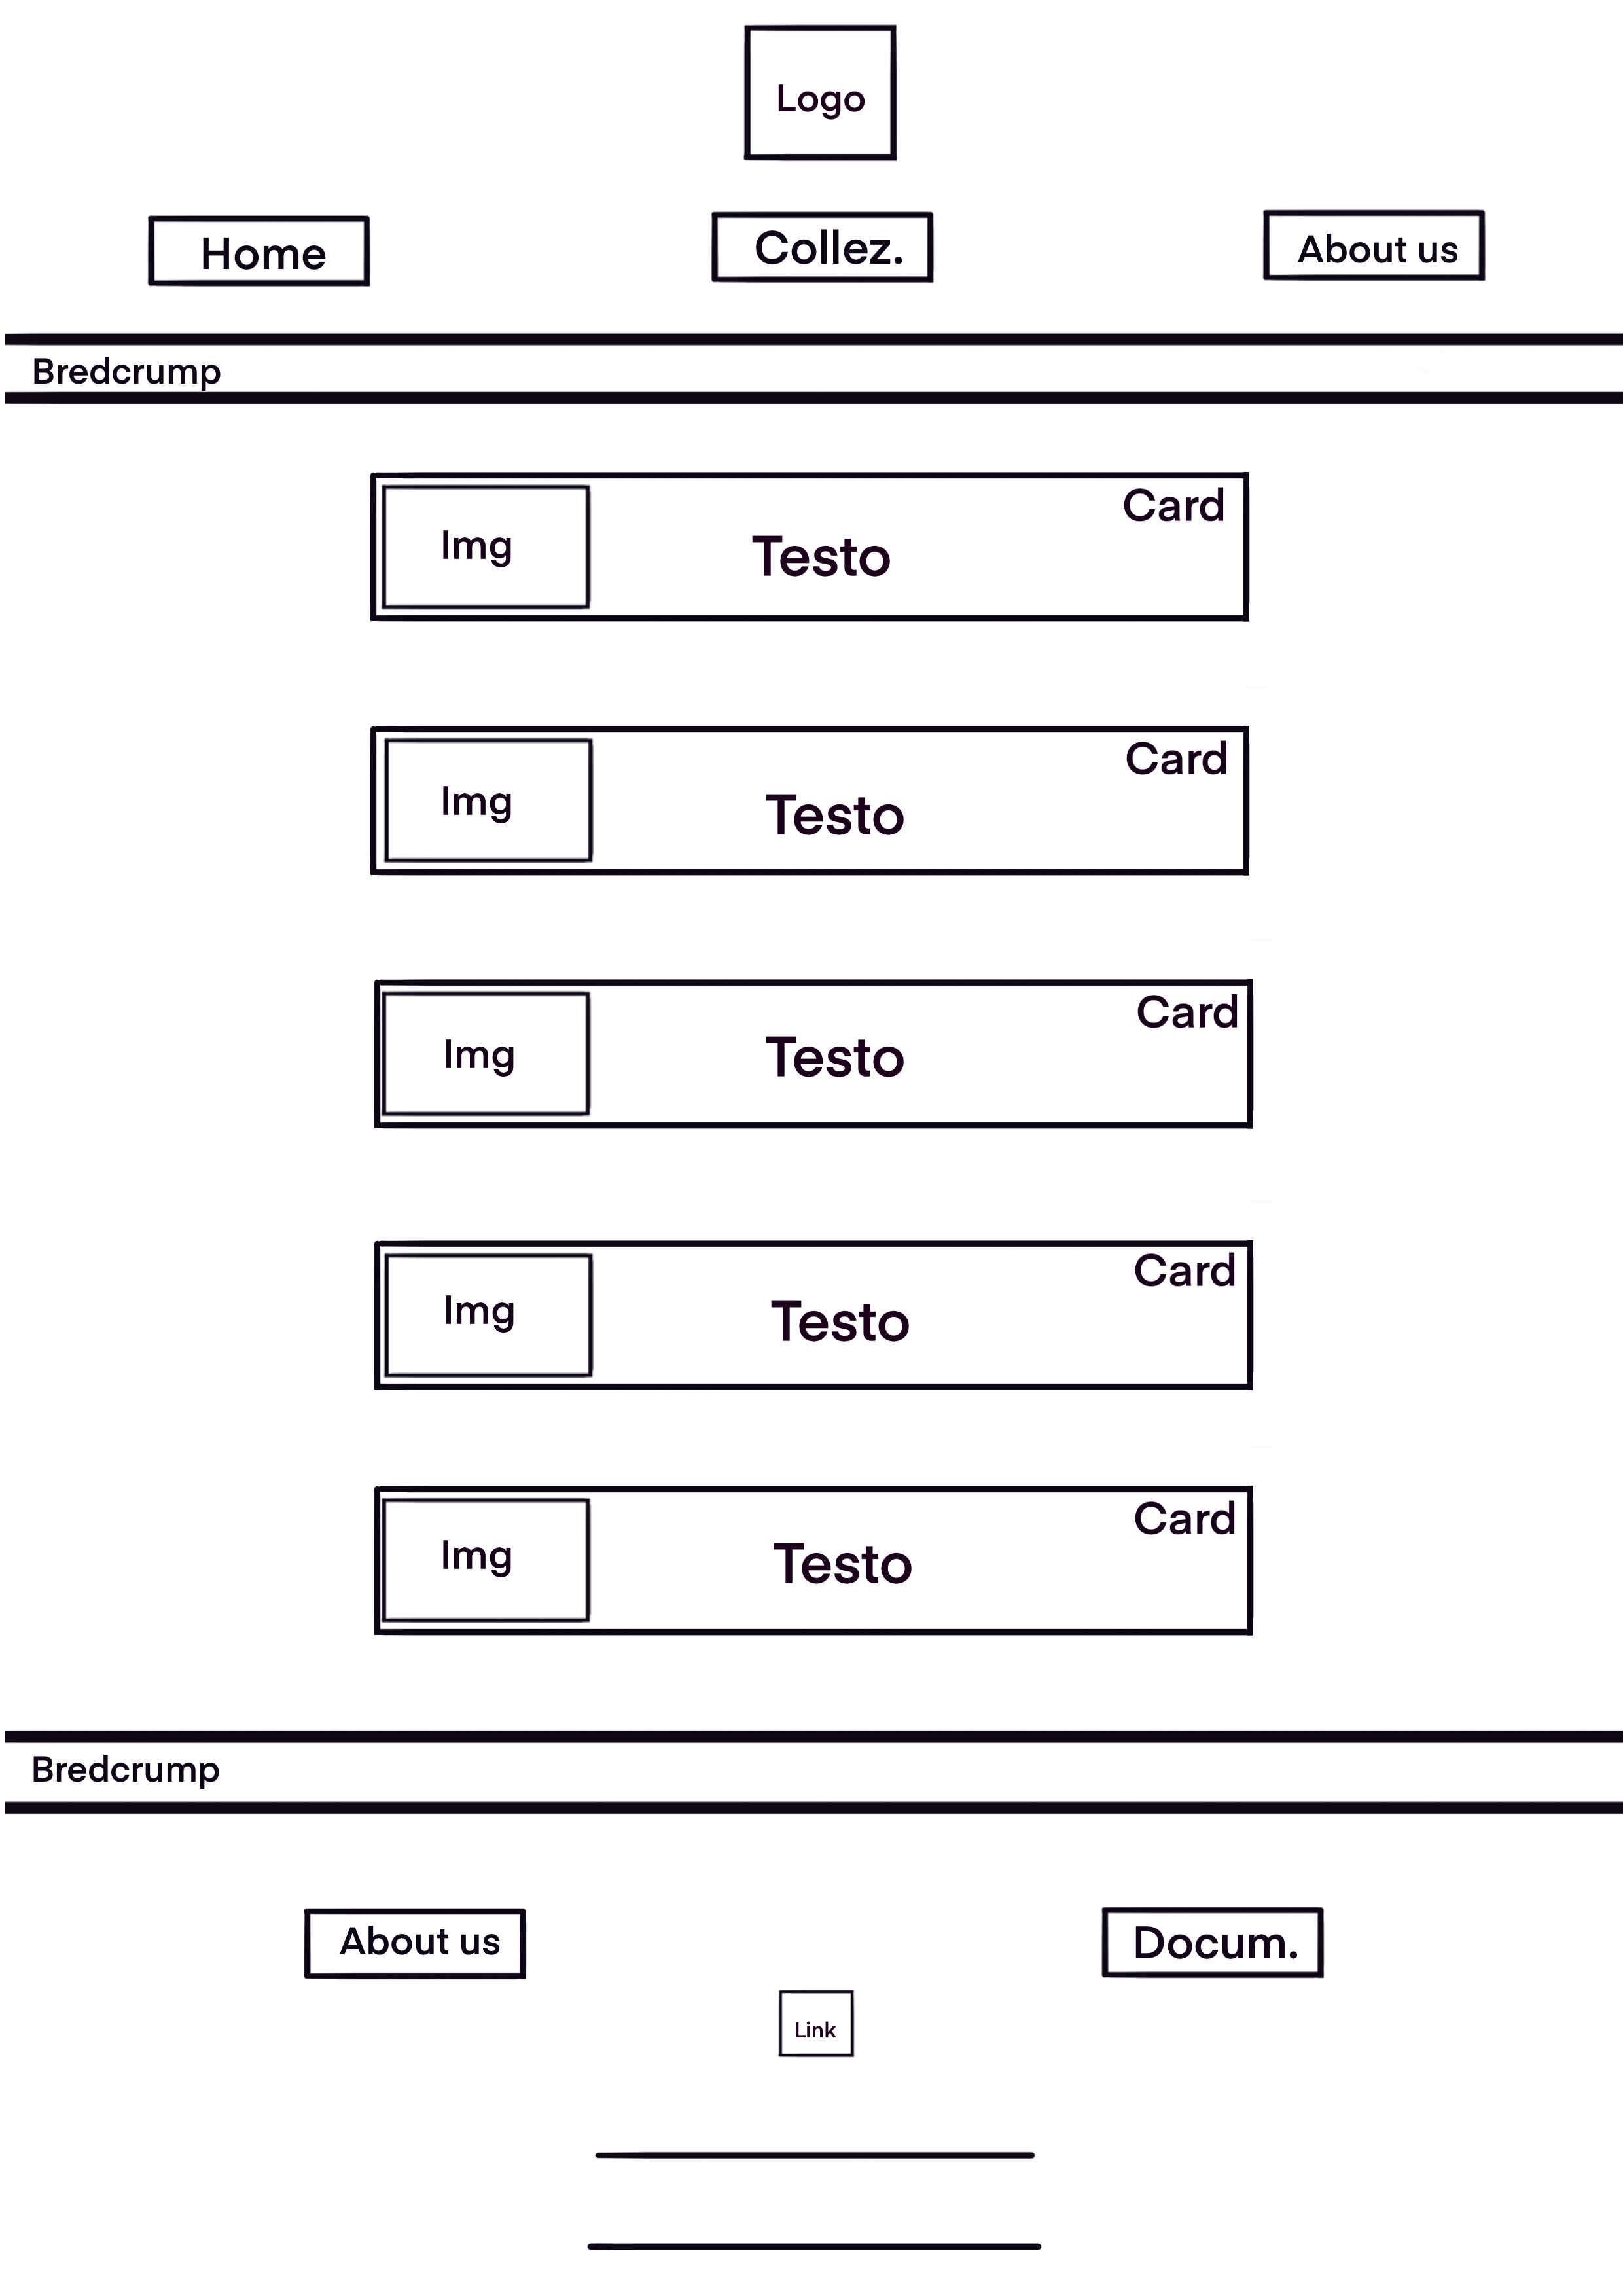 Logo
Home
Collez.
About us
Bredcrump
Card
Img
Testo
Card
Img
Testo
Card
Img
Testo
Card
Img
Testo
Card
Img
Testo
Bredcrump
About us
Docum.
Link